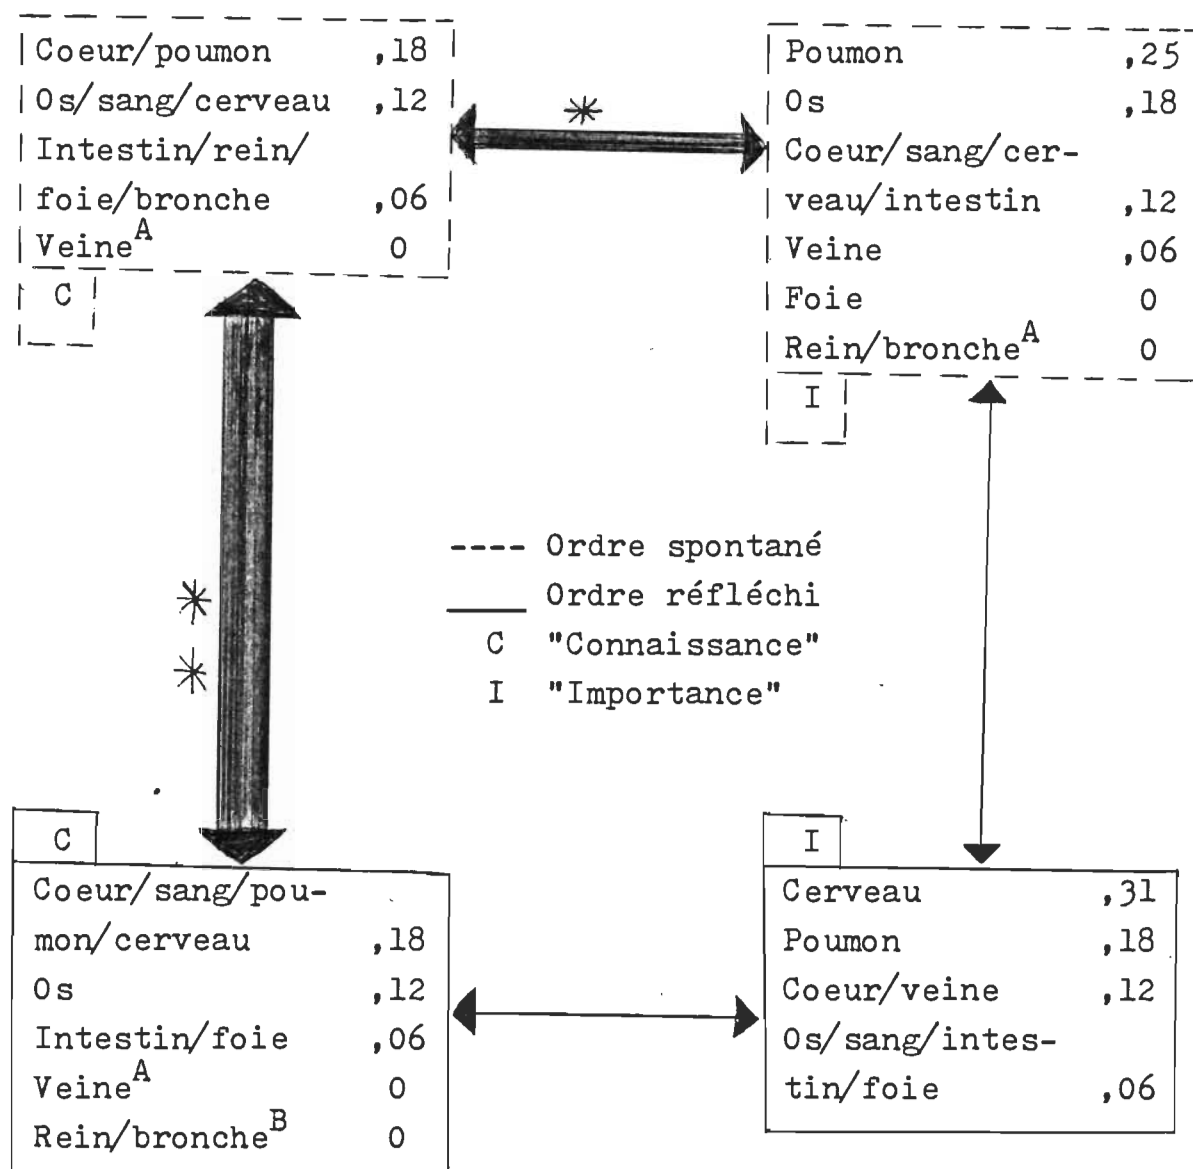 Coeur/poumon ,18
Os/sang/cerveau ,12
Intestin/rein/
foie/bronche ,06
Veine^A 0
C
*
Poumon ,25
Os ,18
Coeur/sang/cer-
veau/intestin ,12
Veine ,06
Foie 0
Rein/bronche^A 0
I
---- Ordre spontané
____ Ordre réfléchi
C "Connaissance"
I "Importance"
*
*
C
Coeur/sang/pou-
mon/cerveau ,18
Os ,12
Intestin/foie ,06
Veine^A 0
Rein/bronche^B 0
I
Cerveau ,31
Poumon ,18
Coeur/veine ,12
Os/sang/intes-
tin/foie ,06